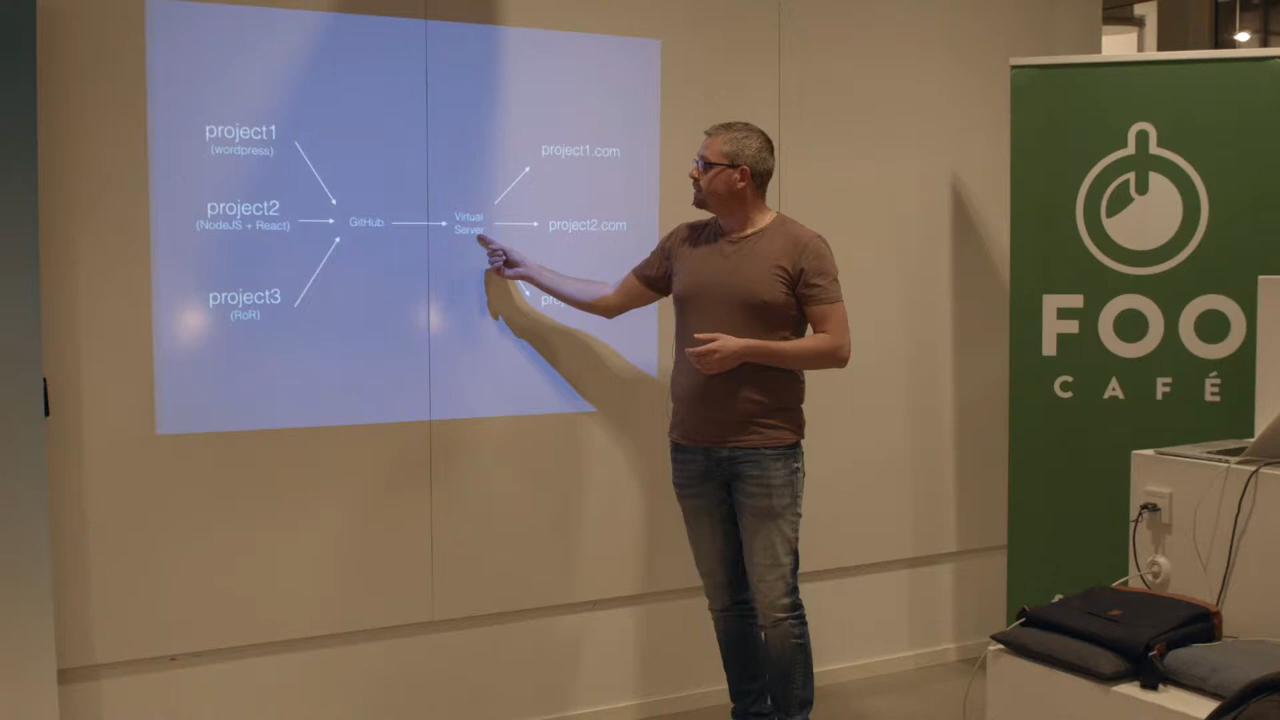 project1
(wordpress)
project2
(NodeJS + React)
project3
(RoR)
GitHub
Virtual
Server
project1.com
project2.com
FOO
CAFÉ